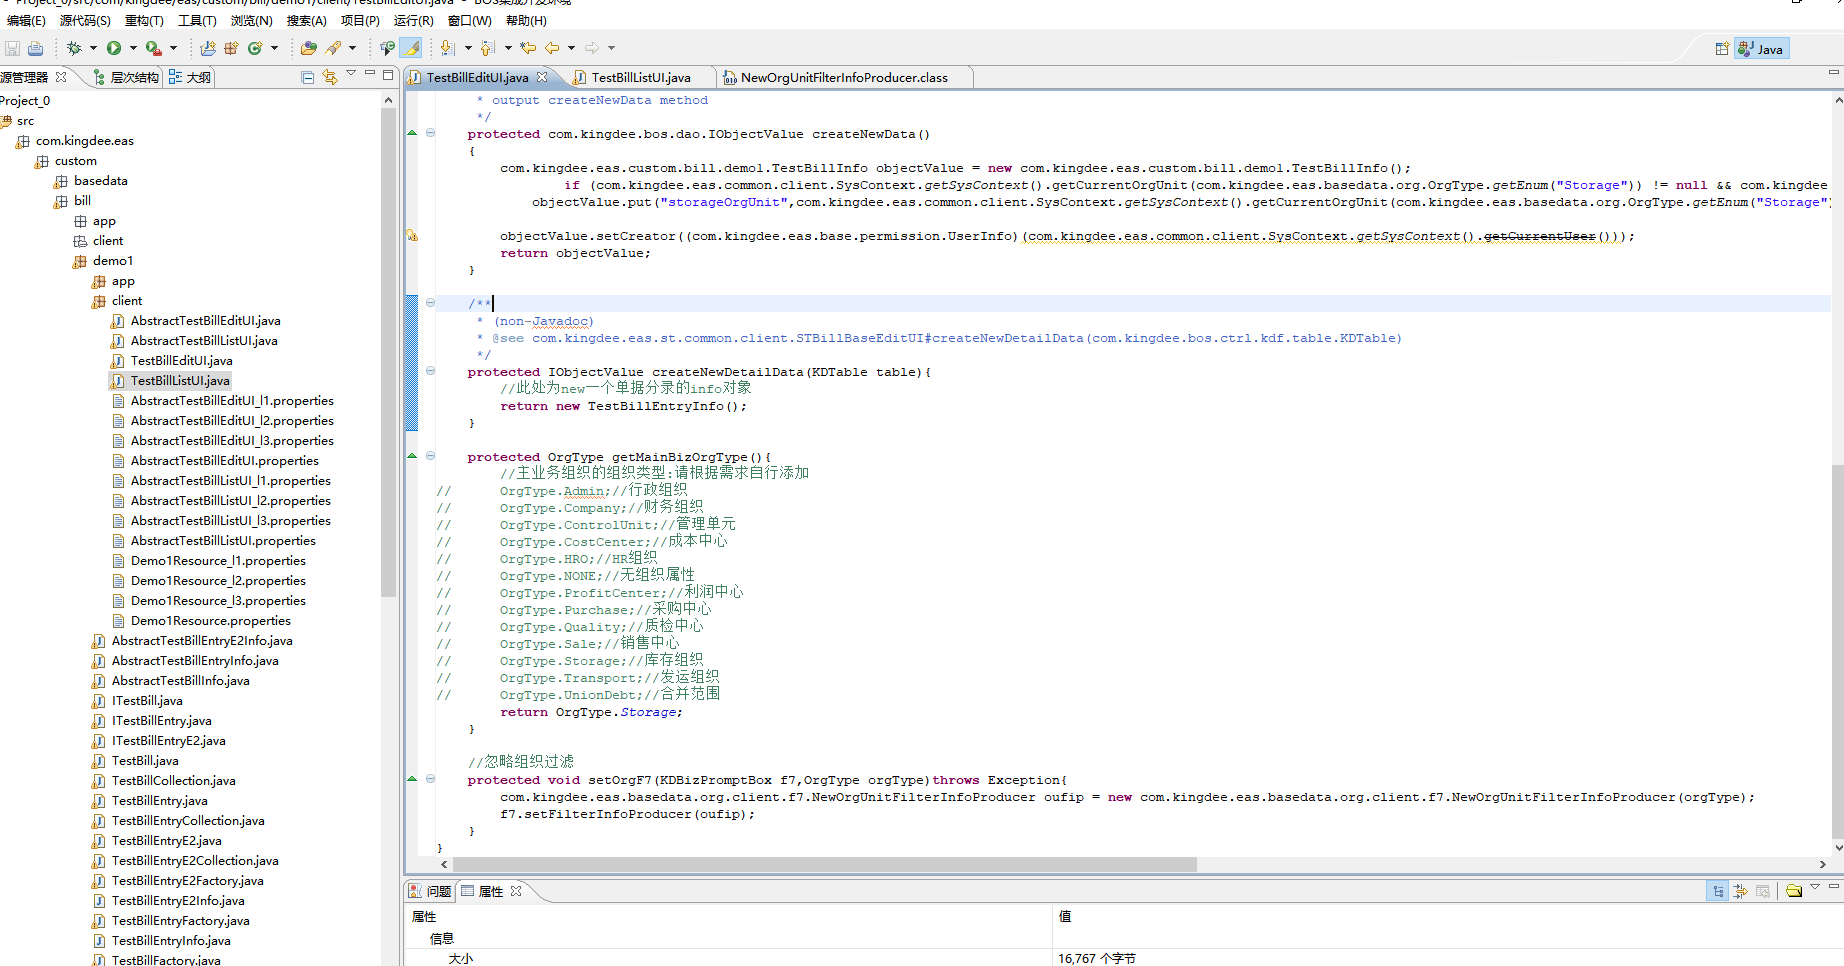 Project_0/src/com/kingdee/eas/custom/bill/demo1/client/TestBillEditUI.java - BOS集成开发环境
编辑(E) 源代码(S) 重构(T) 工具(T) 浏览(N) 搜索(A) 项目(P) 运行(R) 窗口(W) 帮助(H)
Java
源管理器 层次结构 大纲
Project_0
src
com.kingdee.eas
custom
basedata
bill
app
client
demo1
app
client
AbstractTestBillEditUI.java
AbstractTestBillListUI.java
TestBillEditUI.java
TestBillListUI.java
AbstractTestBillEditUI_l1.properties
AbstractTestBillEditUI_l2.properties
AbstractTestBillEditUI_l3.properties
AbstractTestBillEditUI.properties
AbstractTestBillListUI_l1.properties
AbstractTestBillListUI_l2.properties
AbstractTestBillListUI_l3.properties
AbstractTestBillListUI.properties
Demo1Resource_l1.properties
Demo1Resource_l2.properties
Demo1Resource_l3.properties
Demo1Resource.properties
AbstractTestBillEntryE2Info.java
AbstractTestBillEntryInfo.java
AbstractTestBillInfo.java
ITestBill.java
ITestBillEntry.java
ITestBillEntryE2.java
TestBill.java
TestBillCollection.java
TestBillEntry.java
TestBillEntryCollection.java
TestBillEntryE2.java
TestBillEntryE2Collection.java
TestBillEntryE2Factory.java
TestBillEntryE2Info.java
TestBillEntryFactory.java
TestBillEntryInfo.java
TestBillFactory.java
TestBillEditUI.java TestBillListUI.java NewOrgUnitFilterInfoProducer.class
* output createNewData method
*/
protected com.kingdee.bos.dao.IObjectValue createNewData()
{
com.kingdee.eas.custom.bill.demo1.TestBillInfo objectValue = new com.kingdee.eas.custom.bill.demo1.TestBillInfo();
if (com.kingdee.eas.common.client.SysContext.getSysContext().getCurrentOrgUnit(com.kingdee.eas.basedata.org.OrgType.getEnum("Storage")) != null && com.kingdee
objectValue.put("storageOrgUnit",com.kingdee.eas.common.client.SysContext.getSysContext().getCurrentOrgUnit(com.kingdee.eas.basedata.org.OrgType.getEnum("Storage")
objectValue.setCreator((com.kingdee.eas.base.permission.UserInfo)(com.kingdee.eas.common.client.SysContext.getSysContext().getCurrentUser()));
return objectValue;
}
/**
* (non-Javadoc)
* @see com.kingdee.eas.st.common.client.STBillBaseEditUI#createNewDetailData(com.kingdee.bos.ctrl.kdf.table.KDTable)
*/
protected IObjectValue createNewDetailData(KDTable table){
//此处为new一个单据分录的info对象
return new TestBillEntryInfo();
}
protected OrgType getMainBizOrgType(){
//主业务组织的组织类型:请根据需求自行添加
// OrgType.Admin;//行政组织
// OrgType.Company;//财务组织
// OrgType.ControlUnit;//管理单元
// OrgType.CostCenter;//成本中心
// OrgType.HRO;//HR组织
// OrgType.NONE;//无组织属性
// OrgType.ProfitCenter;//利润中心
// OrgType.Purchase;//采购中心
// OrgType.Quality;//质检中心
// OrgType.Sale;//销售中心
// OrgType.Storage;//库存组织
// OrgType.Transport;//发运组织
// OrgType.UnionDebt;//合并范围
return OrgType.Storage;
}
//忽略组织过滤
protected void setOrgF7(KDBizPromptBox f7,OrgType orgType)throws Exception{
com.kingdee.eas.basedata.org.client.f7.NewOrgUnitFilterInfoProducer oufip = new com.kingdee.eas.basedata.org.client.f7.NewOrgUnitFilterInfoProducer(orgType);
f7.setFilterInfoProducer(oufip);
}
}
问题 属性
属性 值
信息
大小 16,767 个字节